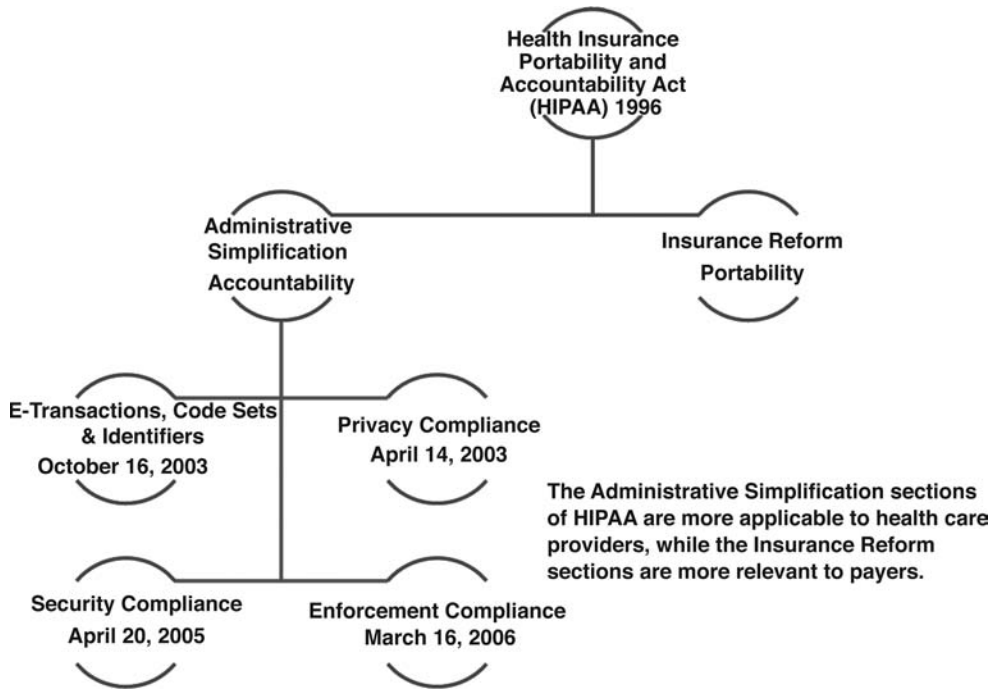 Health Insurance
Portability and
Accountability Act
(HIPAA) 1996
Administrative
Simplification
Accountability
Insurance Reform
Portability
E-Transactions, Code Sets
& Identifiers
October 16, 2003
Privacy Compliance
April 14, 2003
The Administrative Simplification sections
of HIPAA are more applicable to health care
providers, while the Insurance Reform
sections are more relevant to payers.
Security Compliance
April 20, 2005
Enforcement Compliance
March 16, 2006